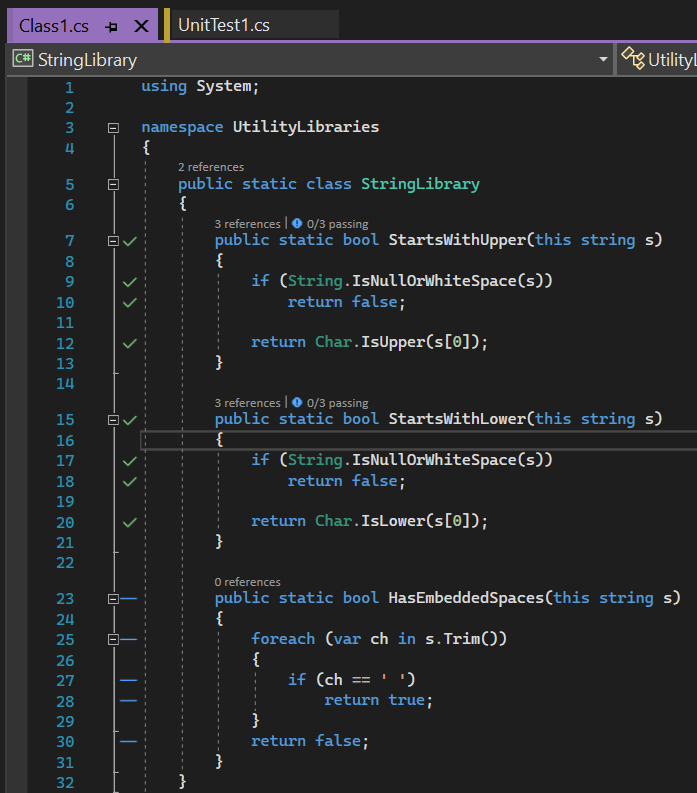 Class1.cs UnitTest1.cs
C# StringLibrary UtilityL
1 using System;
2
3 namespace UtilityLibraries
4 {
2 references
5 public static class StringLibrary
6 {
3 references | 0/3 passing
7 public static bool StartsWithUpper(this string s)
8 {
9 if (String.IsNullOrWhiteSpace(s))
10 return false;
11
12 return Char.IsUpper(s[0]);
13 }
14
3 references | 0/3 passing
15 public static bool StartsWithLower(this string s)
16 {
17 if (String.IsNullOrWhiteSpace(s))
18 return false;
19
20 return Char.IsLower(s[0]);
21 }
22
0 references
23 public static bool HasEmbeddedSpaces(this string s)
24 {
25 foreach (var ch in s.Trim())
26 {
27 if (ch == ' ')
28 return true;
29 }
30 return false;
31 }
32 }